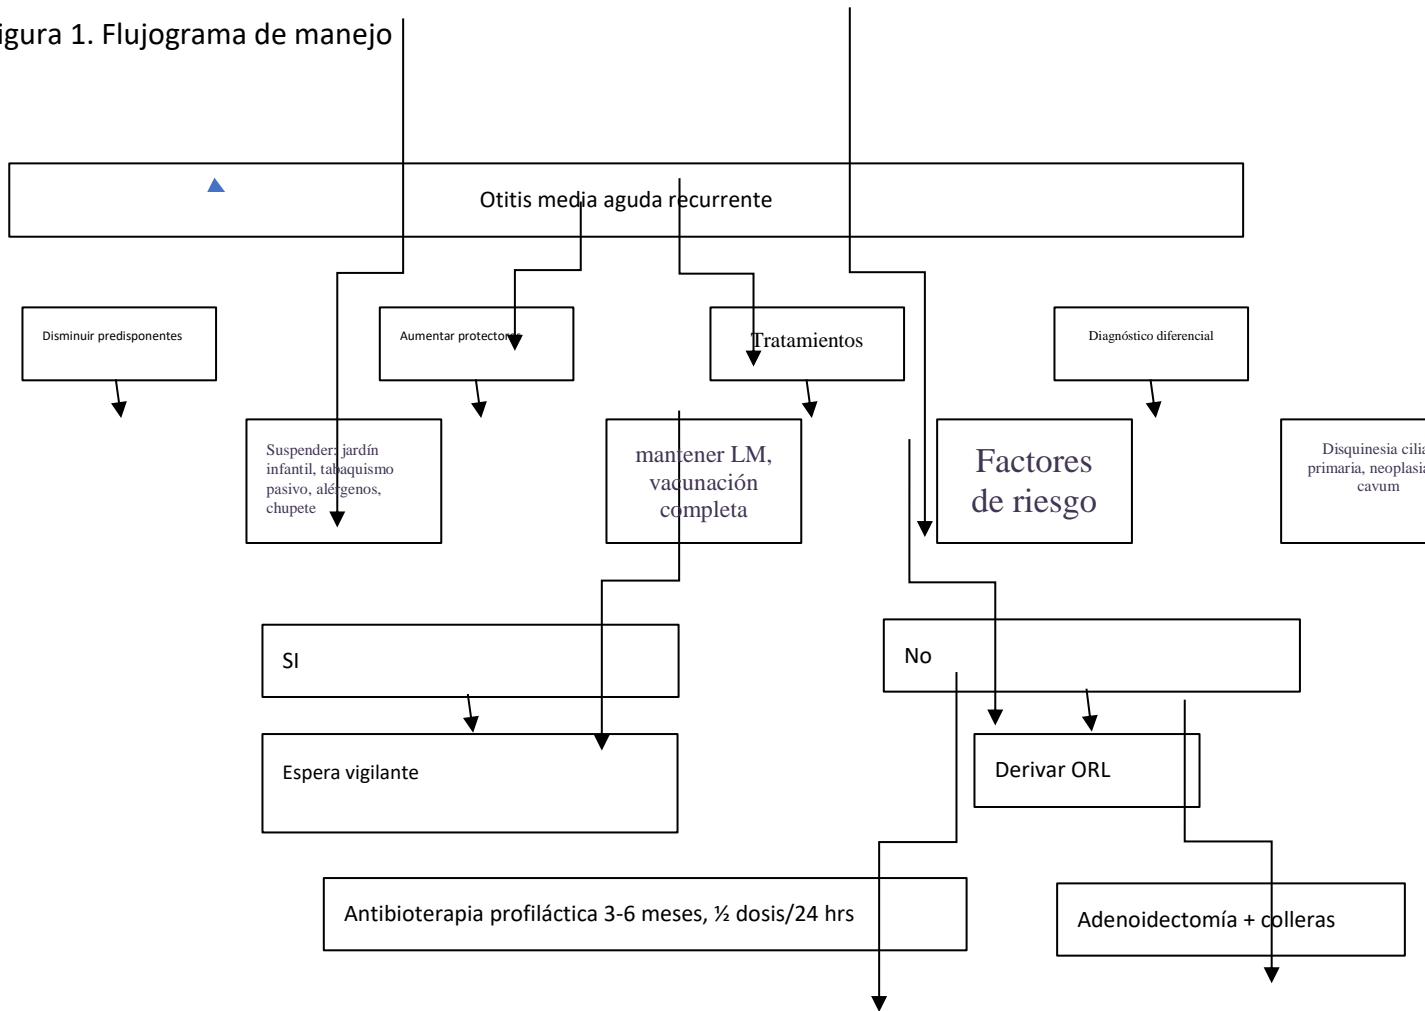 igura 1. Flujograma de manejo
Otitis media aguda recurrente
Disminuir predisponentes
Aumentar protectores
Tratamientos
Diagnóstico diferencial
Suspender: jardín
infantil, tabaquismo
pasivo, alérgenos,
chupete
mantener LM,
vacunación
completa
Factores
de riesgo
Disquinesia cilia
primaria, neoplasia
cavum
SI
No
Espera vigilante
Derivar ORL
Antibioterapia profiláctica 3-6 meses, ½ dosis/24 hrs
Adenoidectomía + colleras